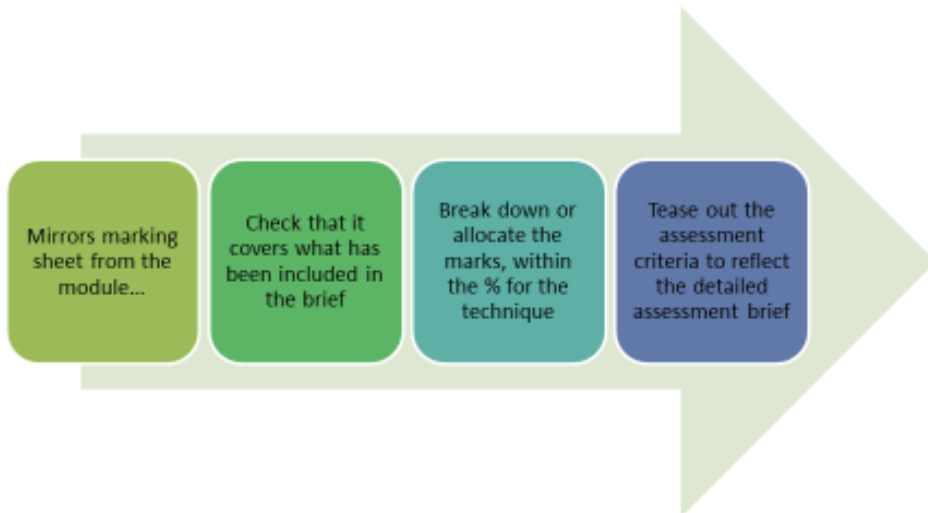 Mirrors marking
sheet from the
module...
Check that it
covers what has
been included in
the brief
Break down or
allocate the
marks, within
the % for the
technique
Tease out the
assessment
criteria to reflect
the detailed
assessment brief